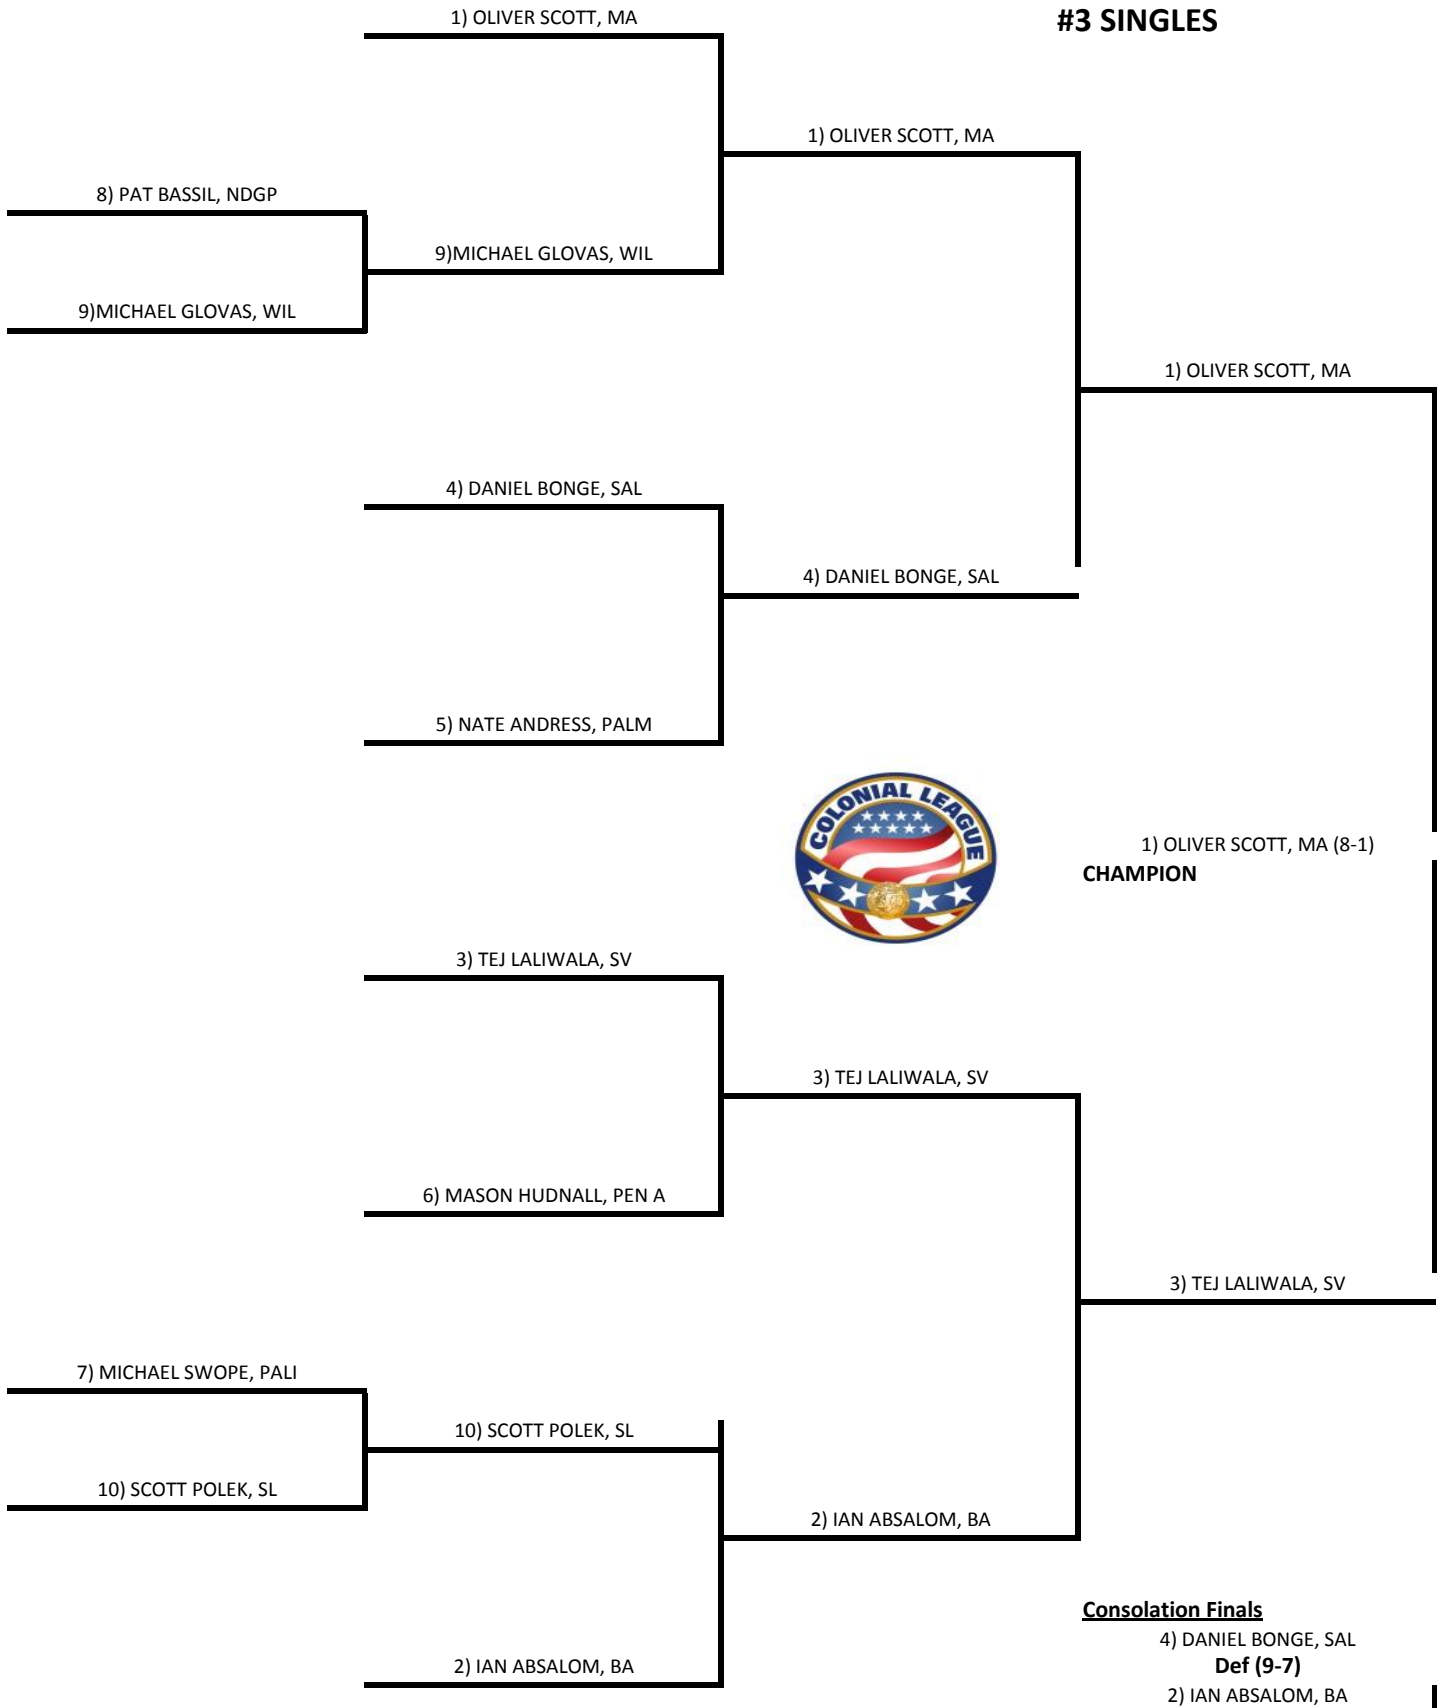 1) OLIVER SCOTT, MA
#3 SINGLES
1) OLIVER SCOTT, MA
8) PAT BASSIL, NDGP
9)MICHAEL GLOVAS, WIL
9)MICHAEL GLOVAS, WIL
1) OLIVER SCOTT, MA
4) DANIEL BONGE, SAL
4) DANIEL BONGE, SAL
5) NATE ANDRESS, PALM
COLONIAL LEAGUE
1) OLIVER SCOTT, MA (8-1)
CHAMPION
3) TEJ LALIWALA, SV
3) TEJ LALIWALA, SV
6) MASON HUDNALL, PEN A
3) TEJ LALIWALA, SV
7) MICHAEL SWOPE, PALI
10) SCOTT POLEK, SL
10) SCOTT POLEK, SL
2) IAN ABSALOM, BA
Consolation Finals
4) DANIEL BONGE, SAL
Def (9-7)
2) IAN ABSALOM, BA
2) IAN ABSALOM, BA